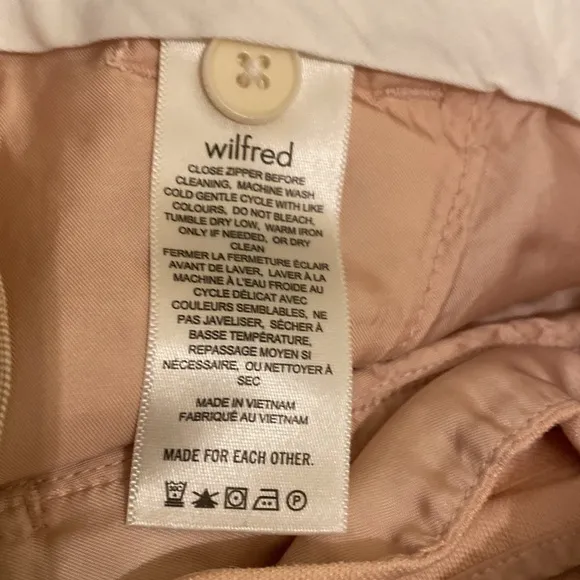 wilfred
CLOSE ZIPPER BEFORE
CLEANING, MACHINE WASH
COLD GENTLE CYCLE WITH LIKE
COLOURS, DO NOT BLEACH,
TUMBLE DRY LOW, WARM IRON
ONLY IF NEEDED, OR DRY
CLEAN
FERMER LA FERMETURE ÉCLAIR
AVANT DE LAVER, LAVER À LA
MACHINE À L'EAU FROIDE AU
CYCLE DÉLICAT AVEC
COULEURS SEMBLABLES, NE
PAS JAVELISER, SÉCHER À
BASSE TEMPÉRATURE,
REPASSAGE MOYEN SI
NÉCESSAIRE, OU NETTOYER À
SEC
MADE IN VIETNAM
FABRIQUÉ AU VIETNAM
MADE FOR EACH OTHER.
30C P